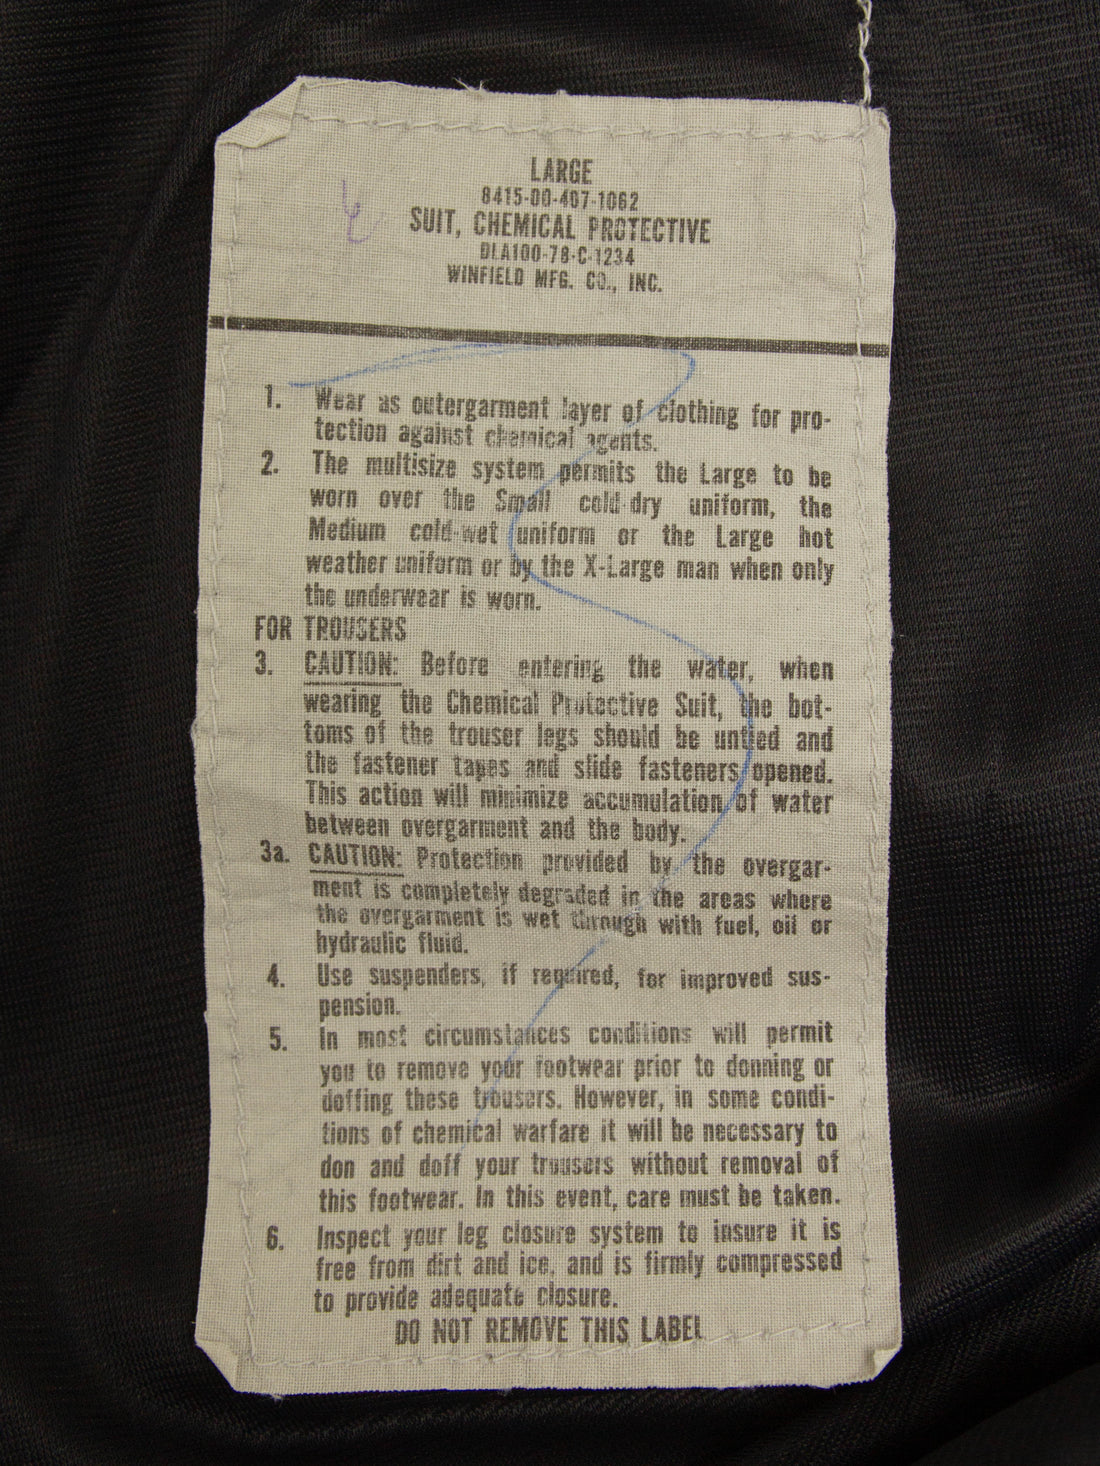 LARGE
8415-00-407-1062
SUIT, CHEMICAL PROTECTIVE
DLA100-78-C-1234
WINFIELD MFG. CO., INC.
1. Wear as outergarment layer of clothing for pro-
tection against chemical agents.
2. The multisize system permits the Large to be
worn over the Small cold-dry uniform, the
Medium cold-wet uniform or the Large hot
weather uniform or by the X-Large man when only
the underwear is worn.
FOR TROUSERS
3. CAUTION: Before entering the water, when
wearing the Chemical Protective Suit, the bot-
toms of the trouser legs should be untied and
the fastener tapes and slide fasteners opened.
This action will minimize accumulation of water
between overgarment and the body.
3a. CAUTION: Protection provided by the overgar-
ment is completely degraded in the areas where
the overgarment is wet through with fuel, oil or
hydraulic fluid.
4. Use suspenders, if required, for improved sus-
pension.
5. In most circumstances conditions will permit
you to remove your footwear prior to donning or
doffing these trousers. However, in some condi-
tions of chemical warfare it will be necessary to
don and doff your trousers without removal of
this footwear. In this event, care must be taken.
6. Inspect your leg closure system to insure it is
free from dirt and ice, and is firmly compressed
to provide adequate closure.
DO NOT REMOVE THIS LABEL